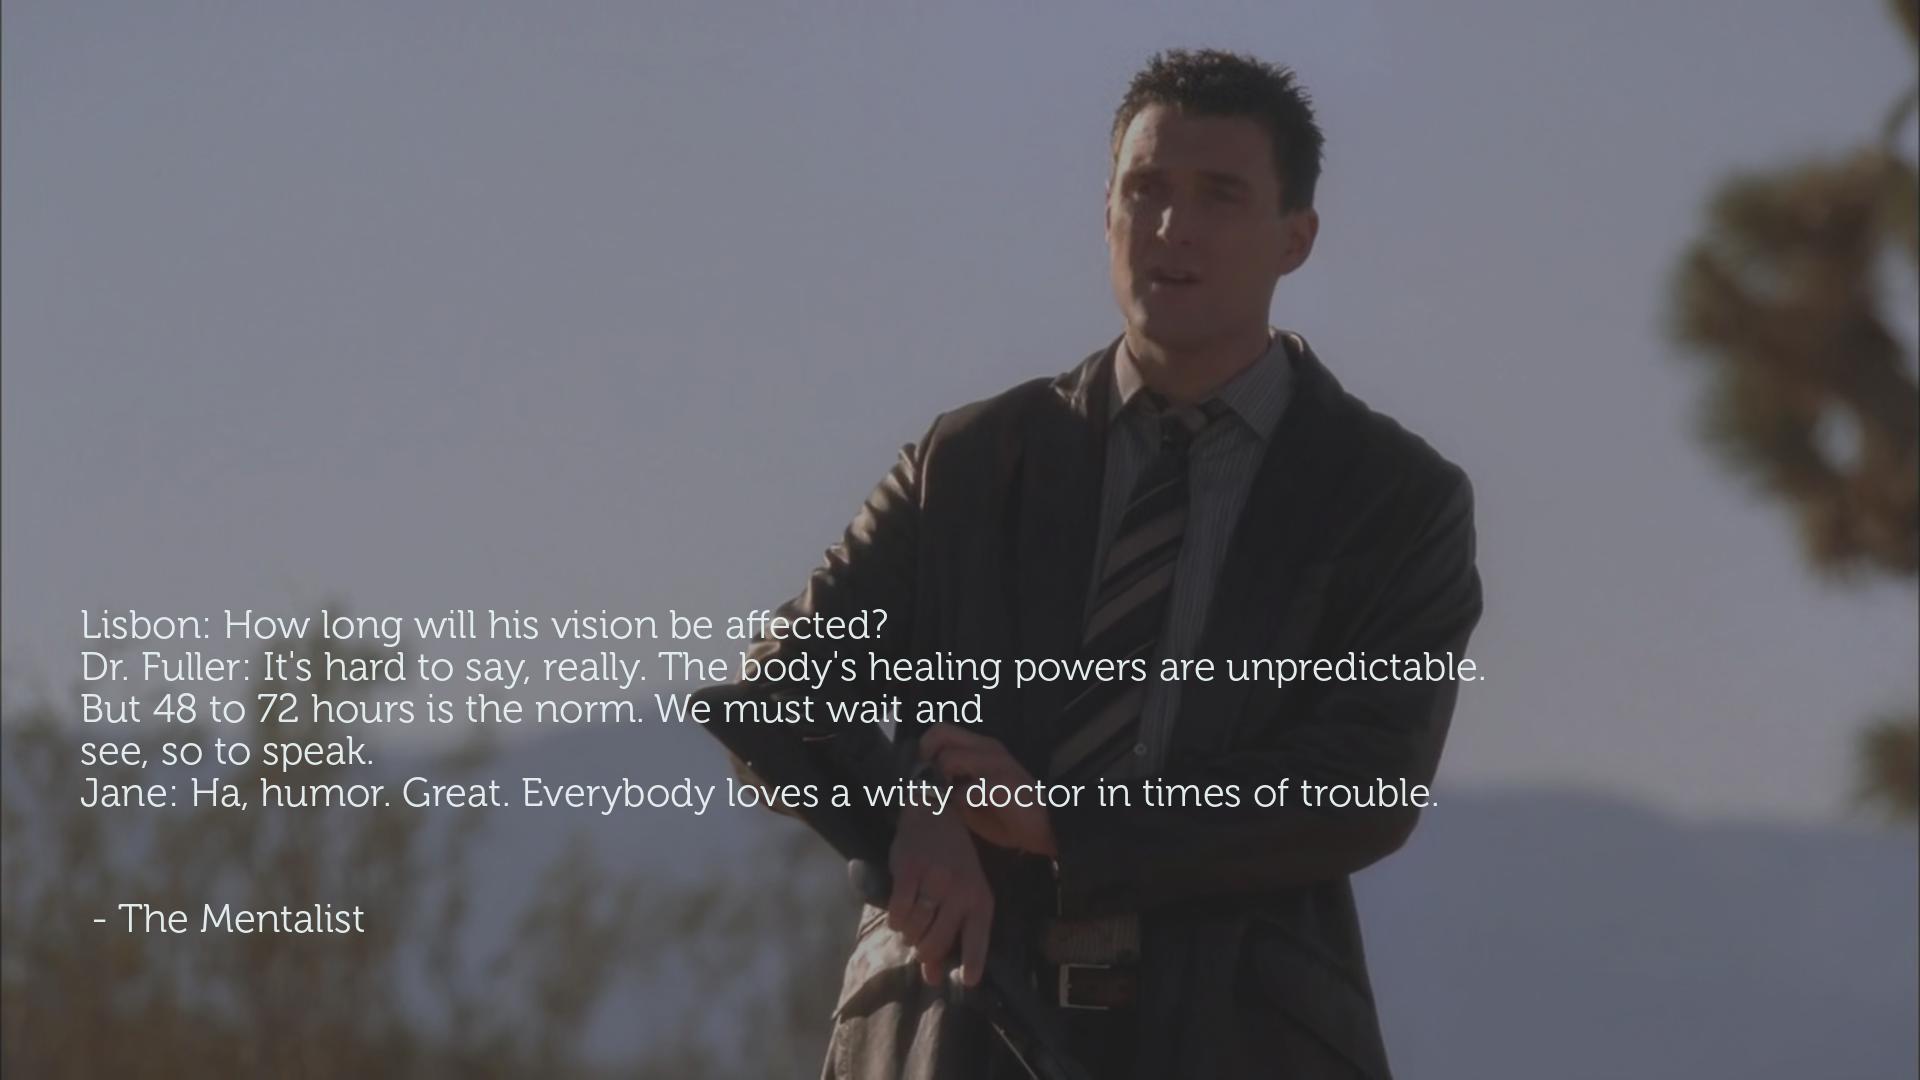 Lisbon: How long will his vision be affected?
Dr. Fuller: It's hard to say, really. The body's healing powers are unpredictable.
But 48 to 72 hours is the norm. We must wait and
see, so to speak.
Jane: Ha, humor. Great. Everybody loves a witty doctor in times of trouble.
- The Mentalist